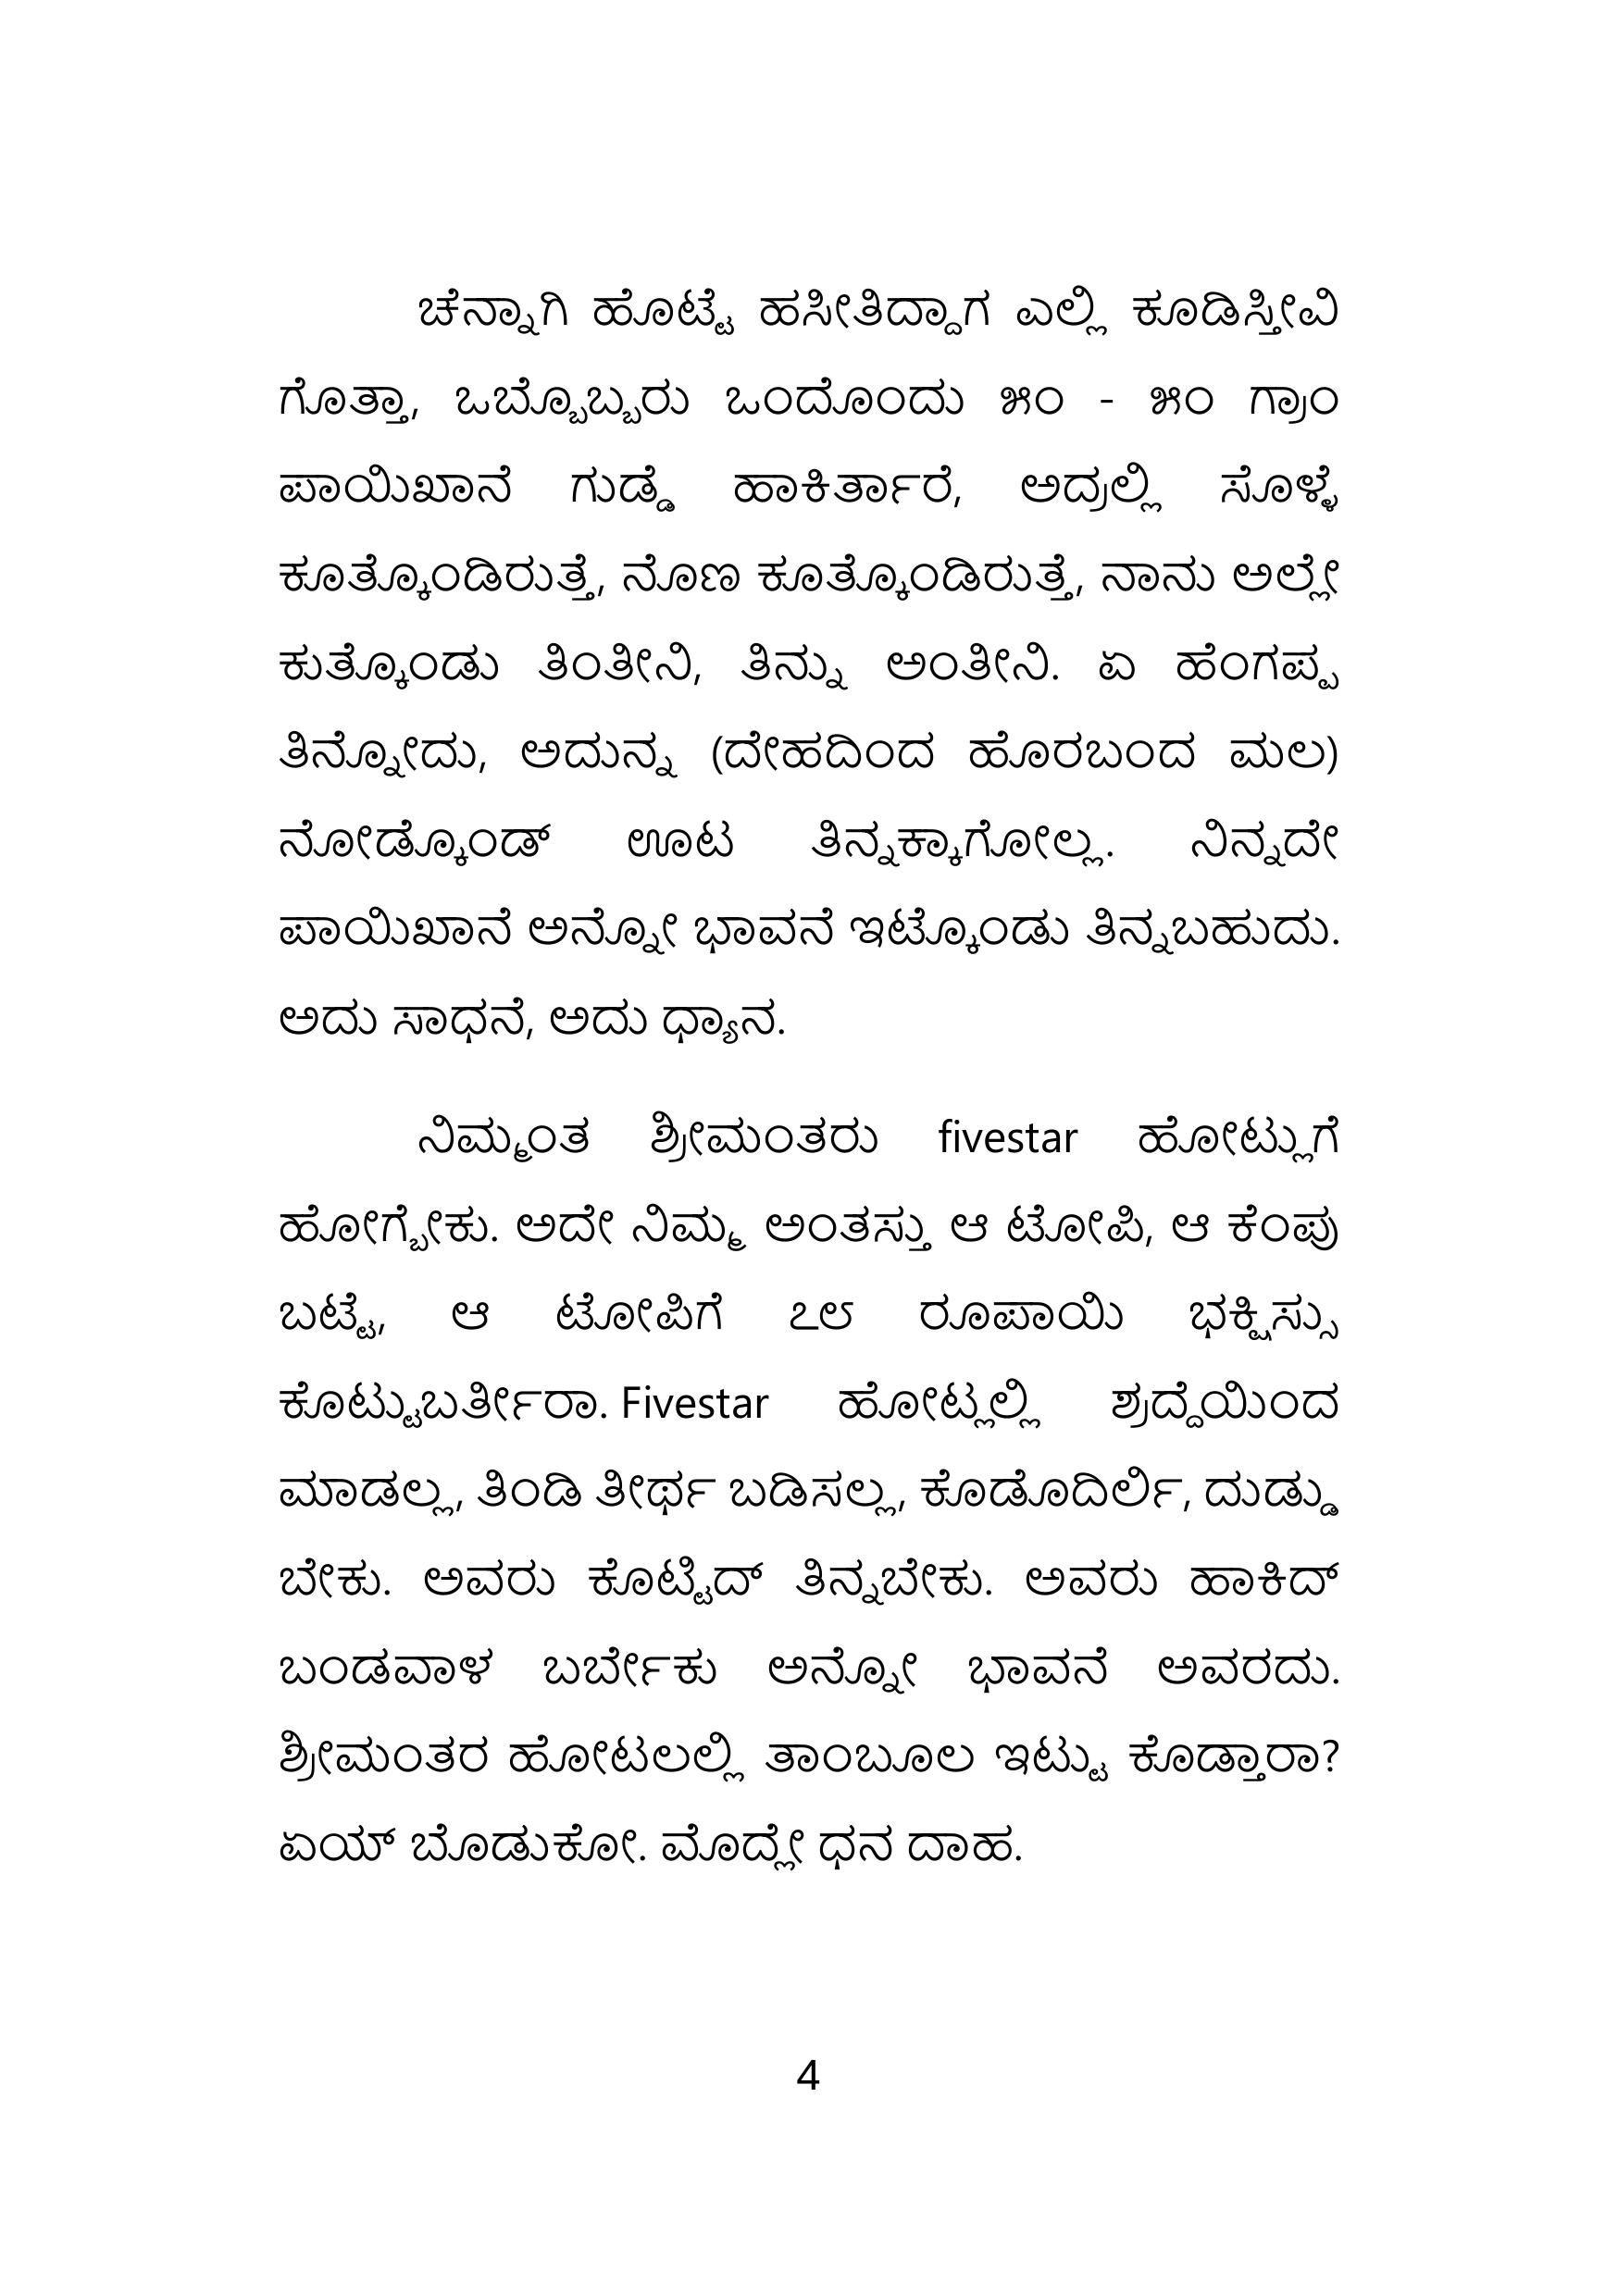 ಚೆನ್ನಾಗಿ ಹೊಟ್ಟೆ ಹಸೀತಿದ್ದಾಗ ಎಲ್ಲಿ ಕೂಡಿಸ್ತೀವಿ
ಗೊತ್ತಾ, ಒಬ್ಬೊಬ್ಬರು ಒಂದೊಂದು ೫೦ - ೫೦ ಗ್ರಾಂ
ಪಾಯಿಖಾನೆ ಗುಡ್ಡೆ ಹಾಕಿರ್ತಾರೆ, ಅದ್ರಲ್ಲಿ ಸೊಳ್ಳೆ
ಕೂತ್ಕೊಂಡಿರುತ್ತೆ, ನೊಣ ಕೂತ್ಕೊಂಡಿರುತ್ತೆ, ನಾನು ಅಲ್ಲೇ
ಕುತ್ಕೊಂಡು ತಿಂತೀನಿ, ತಿನ್ನು ಅಂತೀನಿ. ಏ ಹೆಂಗಪ್ಪ
ತಿನ್ನೋದು, ಅದುನ್ನ (ದೇಹದಿಂದ ಹೊರಬಂದ ಮಲ)
ನೋಡ್ಕೊಂಡ್ ಊಟ ತಿನ್ನಕ್ಕಾಗೋಲ್ಲ. ನಿನ್ನದೇ
ಪಾಯಿಖಾನೆ ಅನ್ನೋ ಭಾವನೆ ಇಟ್ಕೊಂಡು ತಿನ್ನಬಹುದು.
ಅದು ಸಾಧನೆ, ಅದು ಧ್ಯಾನ.
ನಿಮ್ಮಂತ ಶ್ರೀಮಂತರು fivestar ಹೋಟ್ಲುಗೆ
ಹೋಗ್ಬೇಕು. ಅದೇ ನಿಮ್ಮ ಅಂತಸ್ತು ಆ ಟೋಪಿ, ಆ ಕೆಂಪು
ಬಟ್ಟೆ, ಆ ಟೋಪಿಗೆ ೭೮ ರೂಪಾಯಿ ಭಕ್ಷಿಸ್ಸು
ಕೊಟ್ಟುಬರ್ತೀರಾ. Fivestar ಹೋಟ್ಲಲ್ಲಿ ಶ್ರದ್ದೆಯಿಂದ
ಮಾಡಲ್ಲ, ತಿಂಡಿ ತೀರ್ಥ ಬಡಿಸಲ್ಲ, ಕೊಡೊದಿರ್ಲಿ, ದುಡ್ಡು
ಬೇಕು. ಅವರು ಕೊಟ್ಟಿದ್ ತಿನ್ನಬೇಕು. ಅವರು ಹಾಕಿದ್
ಬಂಡವಾಳ ಬರ್ಬೇಕು ಅನ್ನೋ ಭಾವನೆ ಅವರದು.
ಶ್ರೀಮಂತರ ಹೋಟಲಲ್ಲಿ ತಾಂಬೂಲ ಇಟ್ಟು ಕೊಡ್ತಾರಾ?
ಏಯ್ ಬೊಡುಕೋ. ಮೊದ್ಲೇ ಧನ ದಾಹ.
4